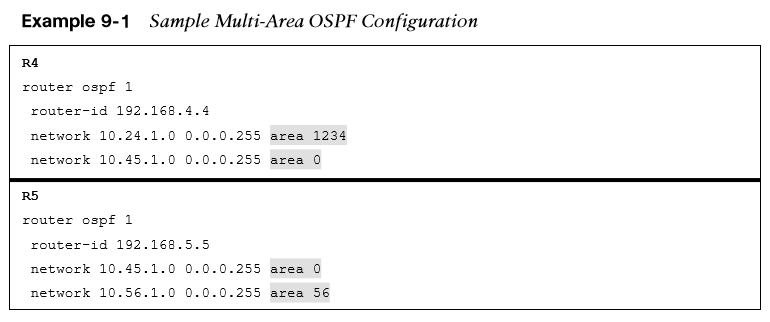 Example 9-1 Sample Multi-Area OSPF Configuration
R4
router ospf 1
router-id 192.168.4.4
network 10.24.1.0 0.0.0.255 area 1234
network 10.45.1.0 0.0.0.255 area 0
R5
router ospf 1
router-id 192.168.5.5
network 10.45.1.0 0.0.0.255 area 0
network 10.56.1.0 0.0.0.255 area 56